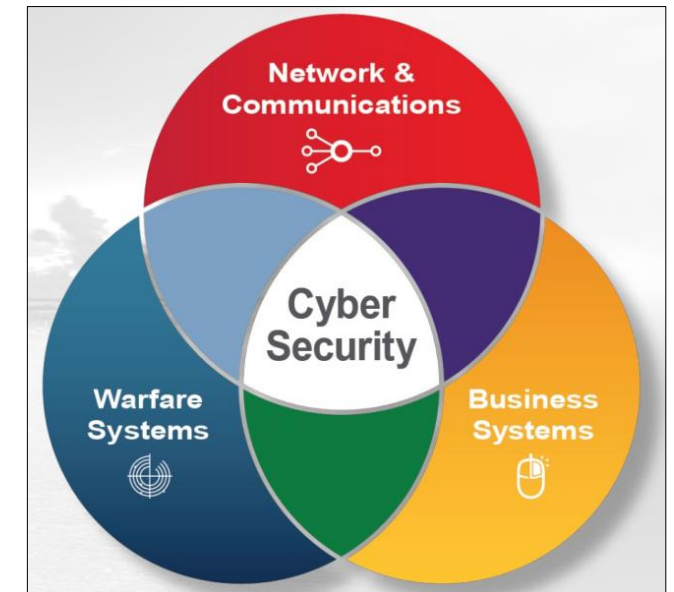 Network &
Communications
Cyber
Security
Warfare
Systems
Business
Systems